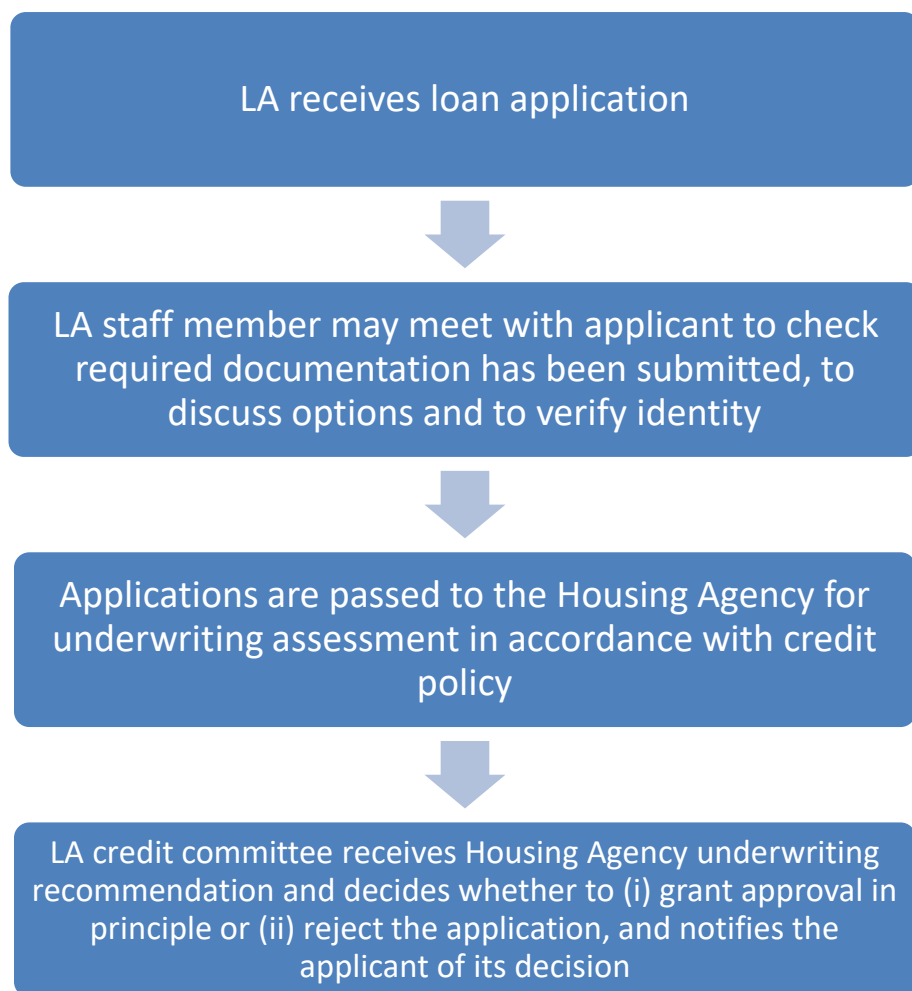 LA receives loan application
LA staff member may meet with applicant to check
required documentation has been submitted, to
discuss options and to verify identity
Applications are passed to the Housing Agency for
underwriting assessment in accordance with credit
policy
LA credit committee receives Housing Agency underwriting
recommendation and decides whether to (i) grant approval in
principle or (ii) reject the application, and notifies the
applicant of its decision